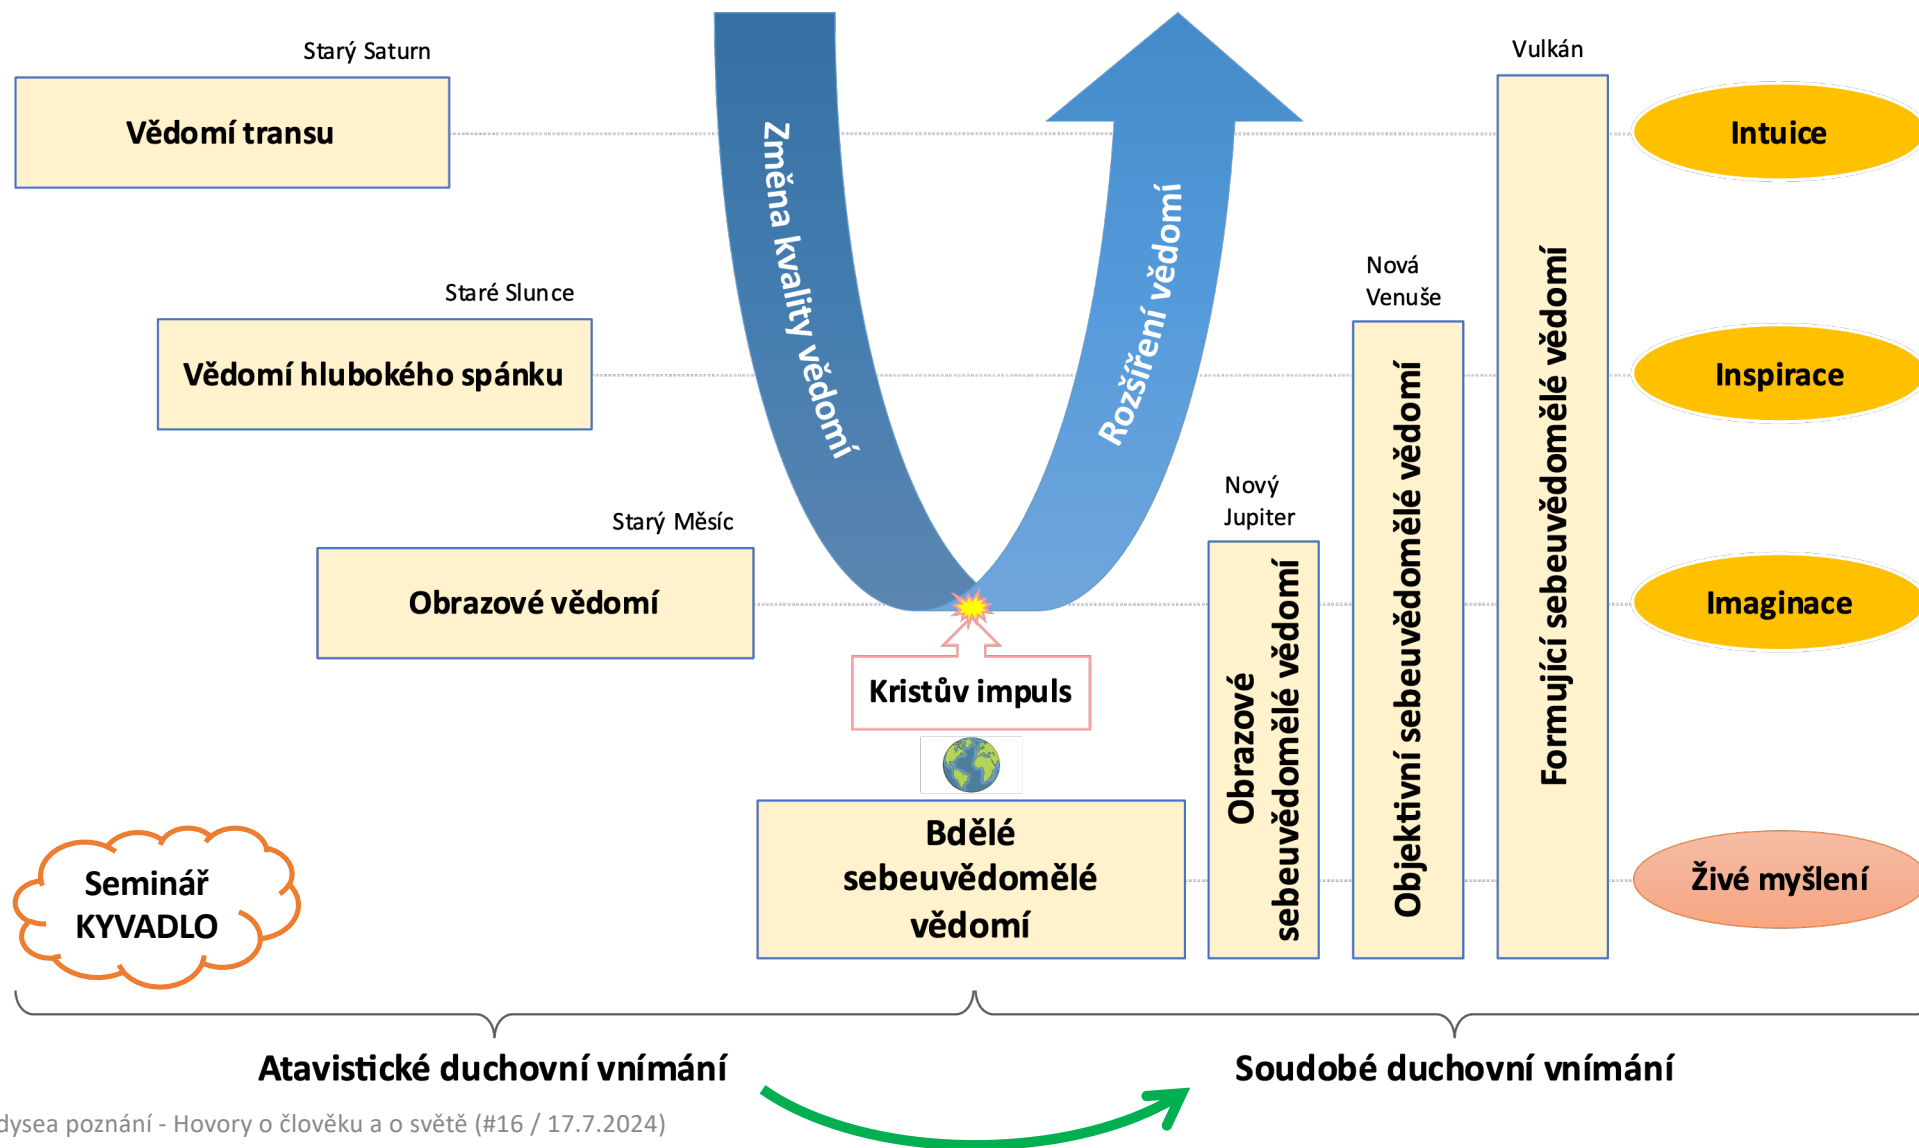 Starý Saturn
Vědomí transu
Staré Slunce
Vědomí hlubokého spánku
Starý Měsíc
Obrazové vědomí
Změna kvality vědomí
Rozšíření vědomí
Kristův impuls
Bdělé
sebeuvědomělé
vědomí
Nový
Jupiter
Obrazové
sebeuvědomělé vědomí
Nová
Venuše
Objektivní sebeuvědomělé vědomí
Vulkán
Formující sebeuvědomělé vědomí
Intuice
Inspirace
Imaginace
Živé myšlení
Seminář
KYVADLO
Atavistické duchovní vnímání
Soudobé duchovní vnímání
dysea poznání - Hovory o člověku a o světě (#16 / 17.7.2024)